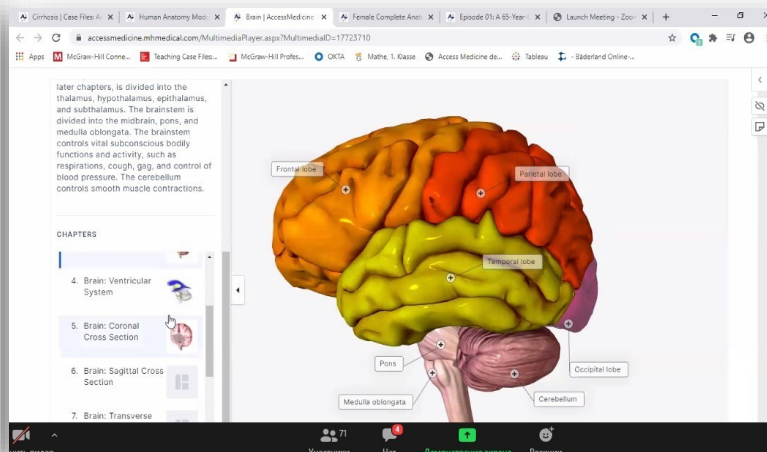 Cirrhosis | Case Files: A
Human Anatomy Mod
Brain | AccessMedicine
Female Complete Anat
Episode 01: A 65-Year-
Launch Meeting - Zoo
accessmedicine.mhmedical.com/MultimediaPlayer.aspx?MultimediaID=17723710
Apps
McGraw-Hill Conne...
Teaching Case Files...
McGraw-Hill Profes...
OKTA
Mathe, 1. Klasse
Access Medicine de...
Tableau
- Bäderland Online-...
later chapters, is divided into the
thalamus, hypothalamus, epithalamus,
and subthalamus. The brainstem is
divided into the midbrain, pons, and
medulla oblongata. The brainstem
controls vital subconscious bodily
functions and activity, such as
respirations, cough, gag, and control of
blood pressure. The cerebellum
controls smooth muscle contractions.
CHAPTERS
4. Brain: Ventricular
System
5. Brain: Coronal
Cross Section
6. Brain: Sagittal Cross
Section
7. Brain: Transverse
Frontal lobe
Parietal lobe
Temporal lobe
Pons
Occipital lobe
Medulla oblongata
Cerebellum
71
4